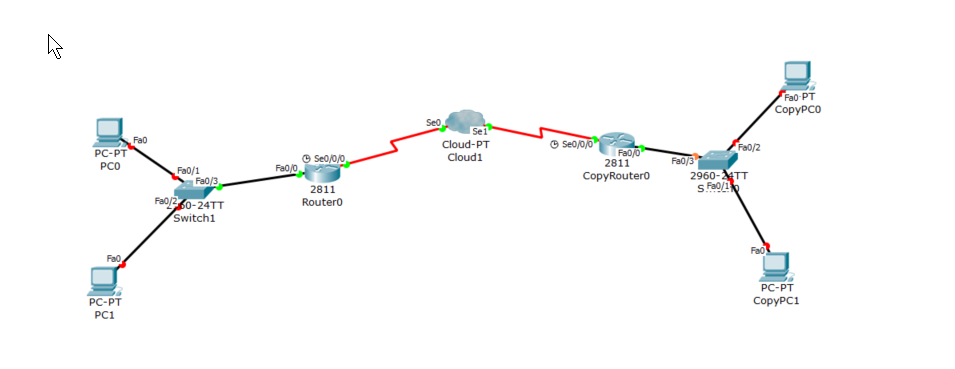 Fa0
PC-PT
PC0
Fa0/1
Fa0/3
Fa0/2
60-24TT
Switch1
Fa0
PC-PT
PC1
Fa0/0
Se0/0/0
2811
Router0
Se0
Se1
Cloud-PT
Cloud1
Se0/0/0
Fa0/0
2811
CopyRouter0
Fa0/3
Fa0/2
2960-24TT
Fa0/1
Fa0
PT
CopyPC0
Fa0
PC-PT
CopyPC1